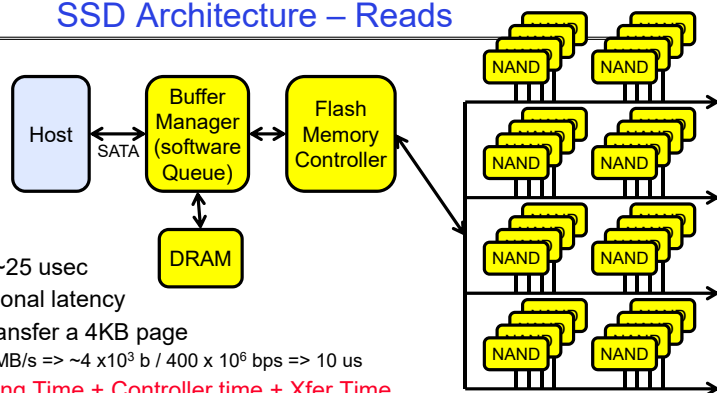 SSD Architecture – Reads
NAND
NAND
Host
SATA
Buffer
Manager
(software
Queue)
Flash
Memory
Controller
NAND
NAND
DRAM
NAND
NAND
~25 usec
onal latency
ansfer a 4KB page
MB/s => ~4 x10³ b / 400 x 10⁶ bps => 10 us
ng Time + Controller time + Xfer Time
NAND
NAND